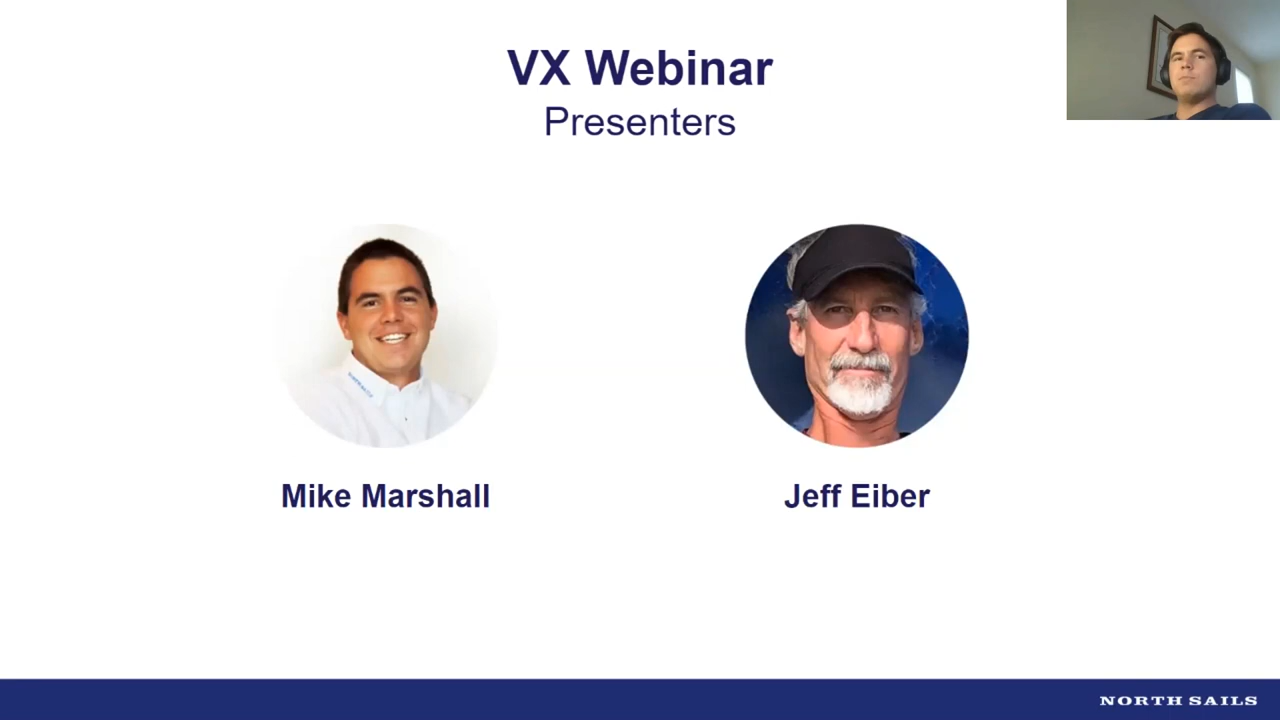 VX Webinar
Presenters
Mike Marshall
Jeff Eiber
NORTH SAILS